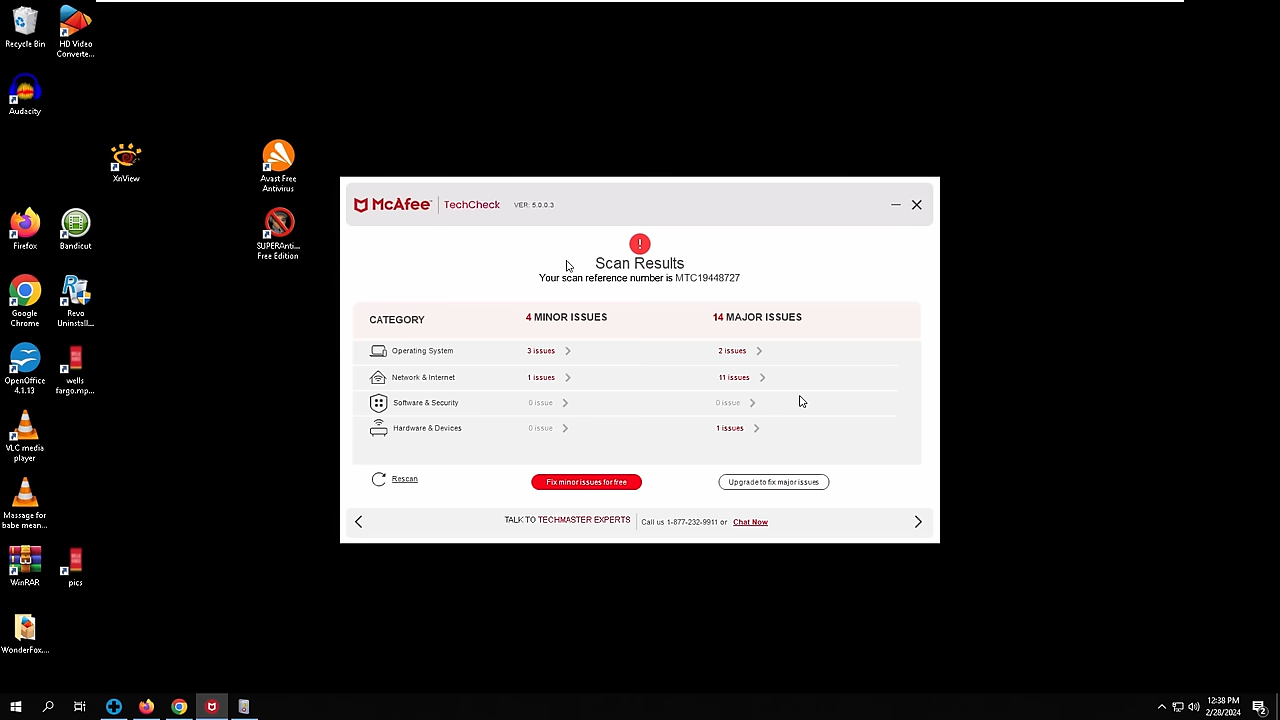 Recycle Bin
HD Video
Converte...
Audacity
XnView
Avast Free
Antivirus
Firefox
Bandicut
SUPERAnti...
Free Edition
Google
Chrome
Revo
Uninstall...
OpenOffice
4.1.13
wells
fargo.mp...
VLC media
player
Massage for
babe mean...
WinRAR
pics
WonderFox....
McAfee™ TechCheck VER: 5.0.0.3
Scan Results
Your scan reference number is MTC19448727
CATEGORY 4 MINOR ISSUES 14 MAJOR ISSUES
Operating System 3 issues 2 issues
Network & Internet 1 issues 11 issues
Software & Security 0 issue 0 issue
Hardware & Devices 0 issue 1 issues
Rescan Fix minor issues for free Upgrade to fix major issues
TALK TO TECHMASTER EXPERTS Call us 1-877-232-9911 or Chat Now
12:38 PM
2/28/2024
2